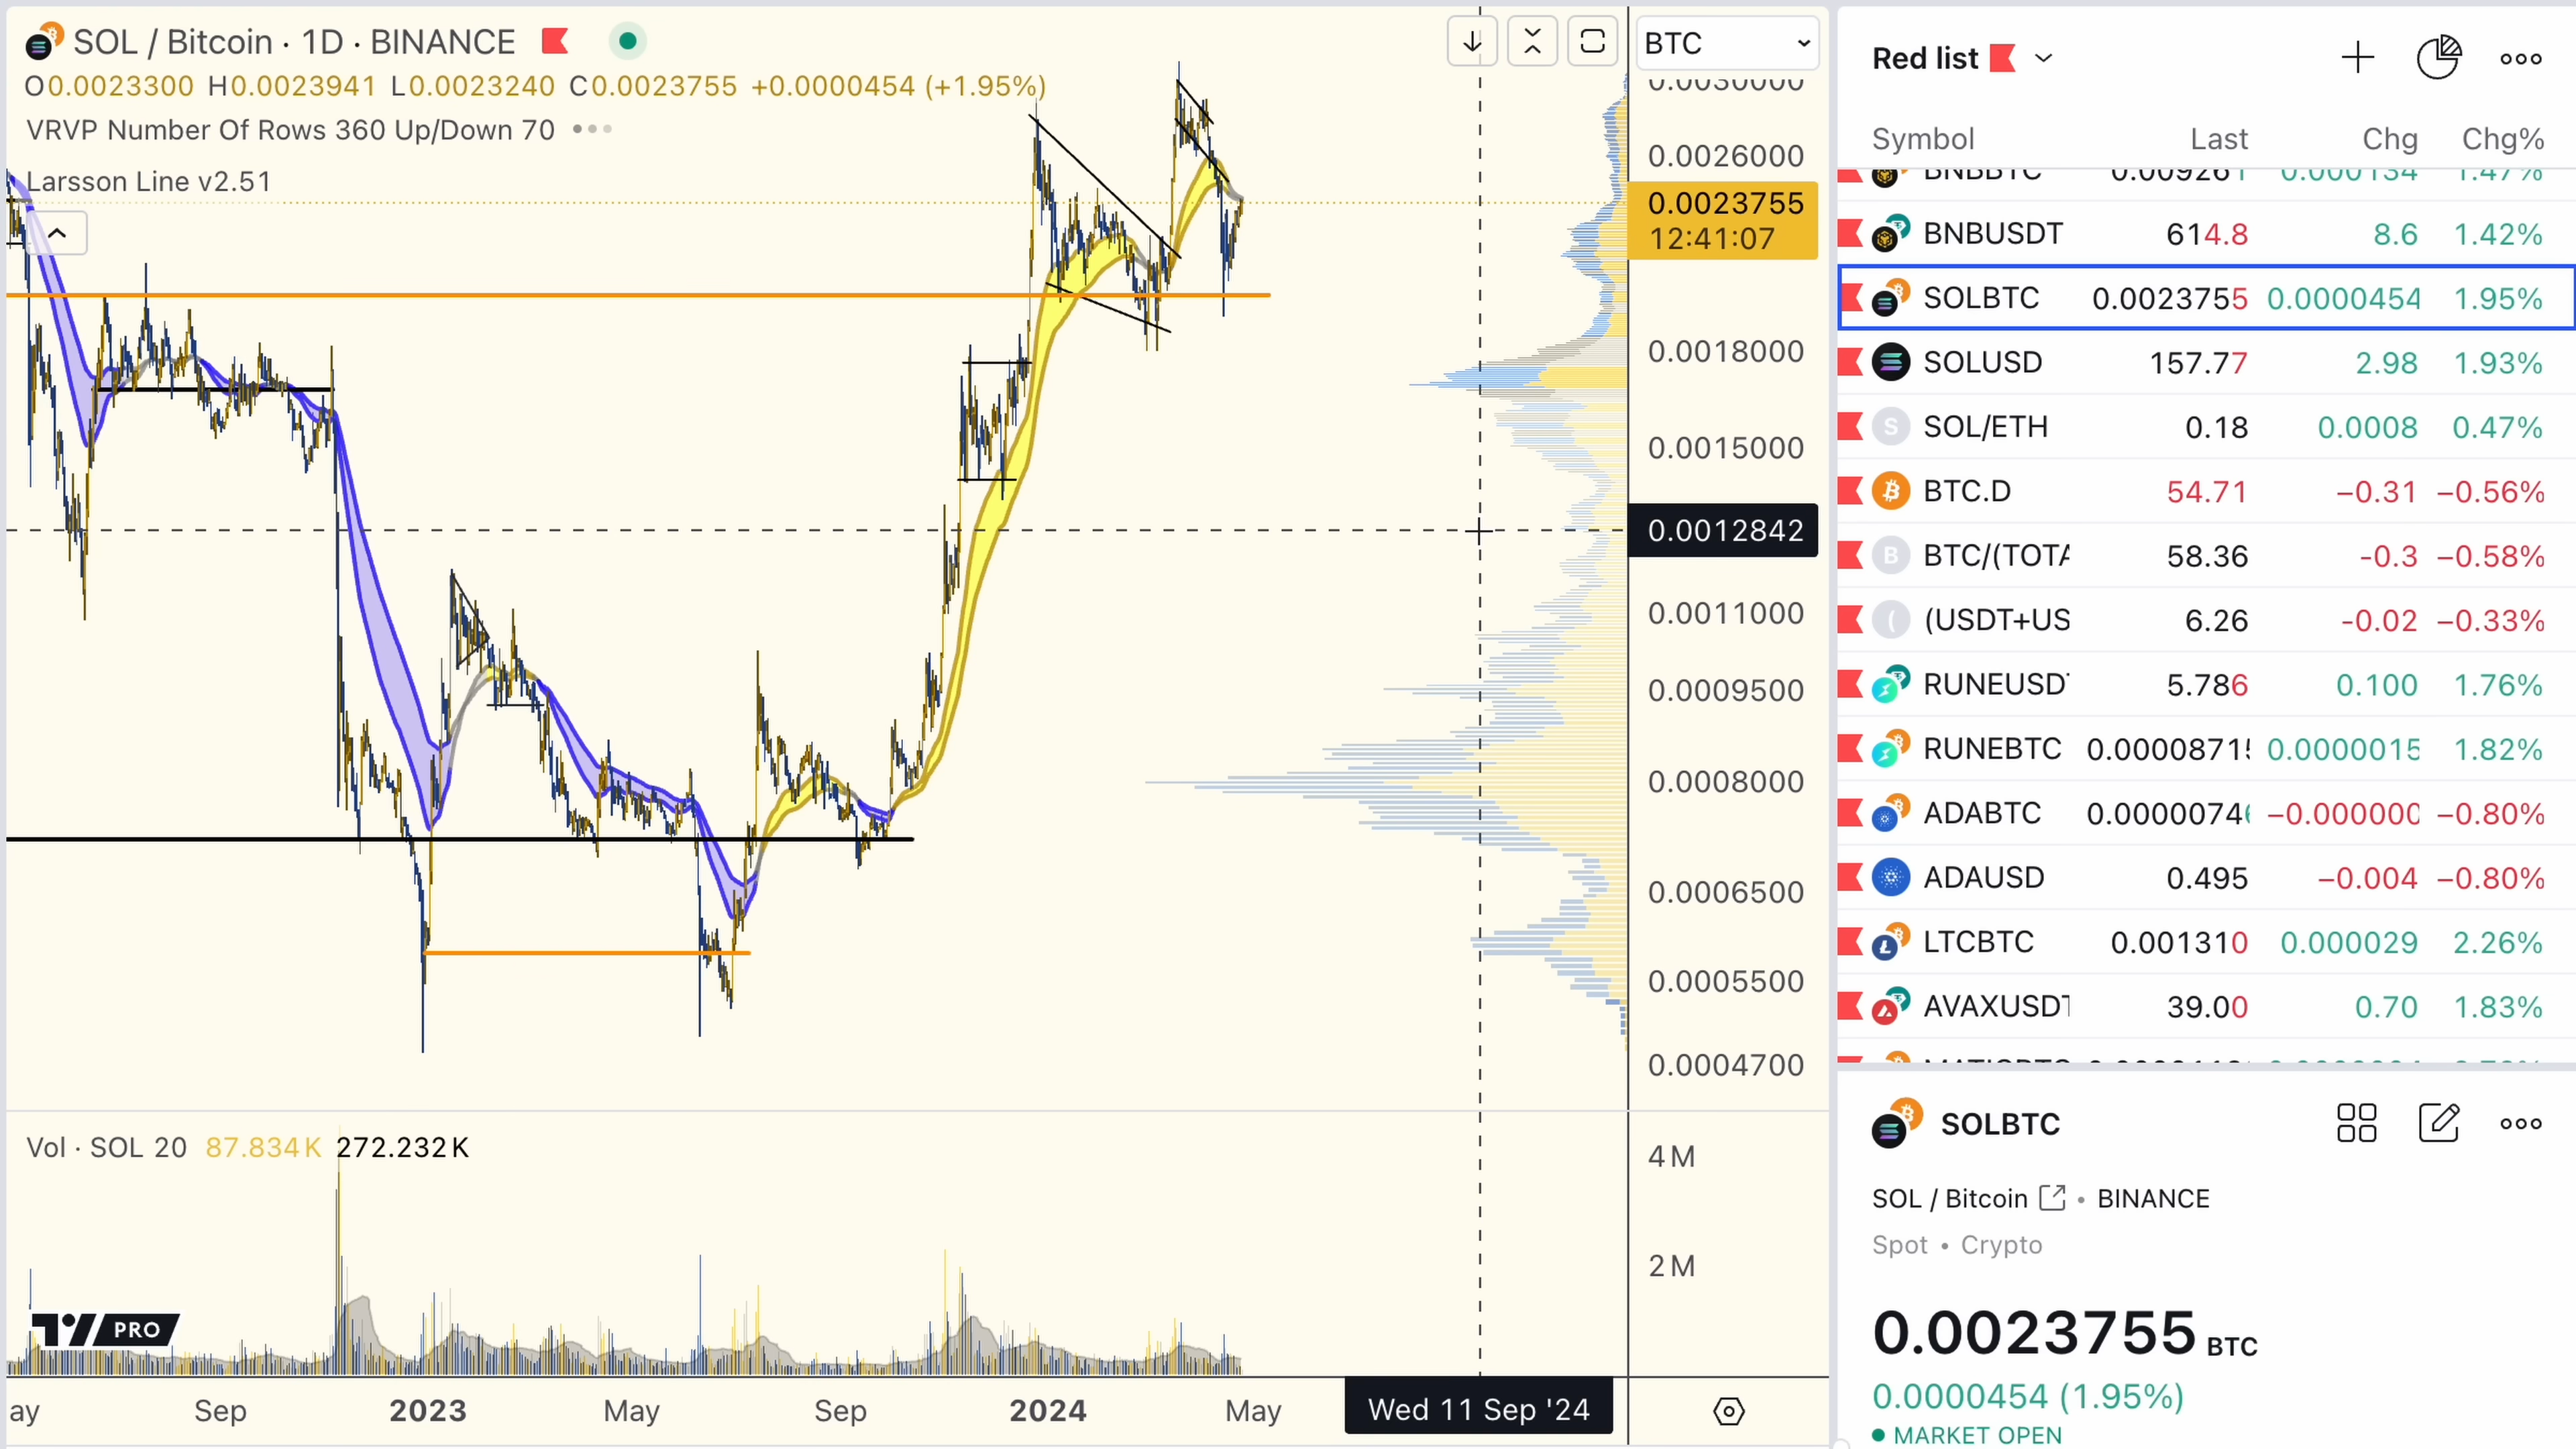 SOL / Bitcoin · 1D · BINANCE
O0.0023300 H0.0023941 L0.0023240 C0.0023755 +0.0000454 (+1.95%)
VRVP Number Of Rows 360 Up/Down 70
Larsson Line v2.51
BTC
0.0030000
0.0026000
0.0023755
12:41:07
0.0018000
0.0015000
0.0012842
0.0011000
0.0009500
0.0008000
0.0006500
0.0005500
0.0004700
Vol · SOL 20 87.834K 272.232K
4M
2M
PRO
ay Sep 2023 May Sep 2024 May Wed 11 Sep '24
Red list
Symbol Last Chg Chg%
BNBBTC 0.009261 0.000134 1.47%
BNBUSDT 614.8 8.6 1.42%
SOLBTC 0.0023755 0.0000454 1.95%
SOLUSD 157.77 2.98 1.93%
SOL/ETH 0.18 0.0008 0.47%
BTC.D 54.71 −0.31 −0.56%
BTC/(TOTA 58.36 -0.3 −0.58%
(USDT+US 6.26 -0.02 −0.33%
RUNEUSD 5.786 0.100 1.76%
RUNEBTC 0.00008715 0.0000015 1.82%
ADABTC 0.00000746 −0.000000 −0.80%
ADAUSD 0.495 −0.004 −0.80%
LTCBTC 0.001310 0.000029 2.26%
AVAXUSDT 39.00 0.70 1.83%
SOLBTC
SOL / Bitcoin • BINANCE
Spot • Crypto
0.0023755 BTC
0.0000454 (1.95%)
MARKET OPEN